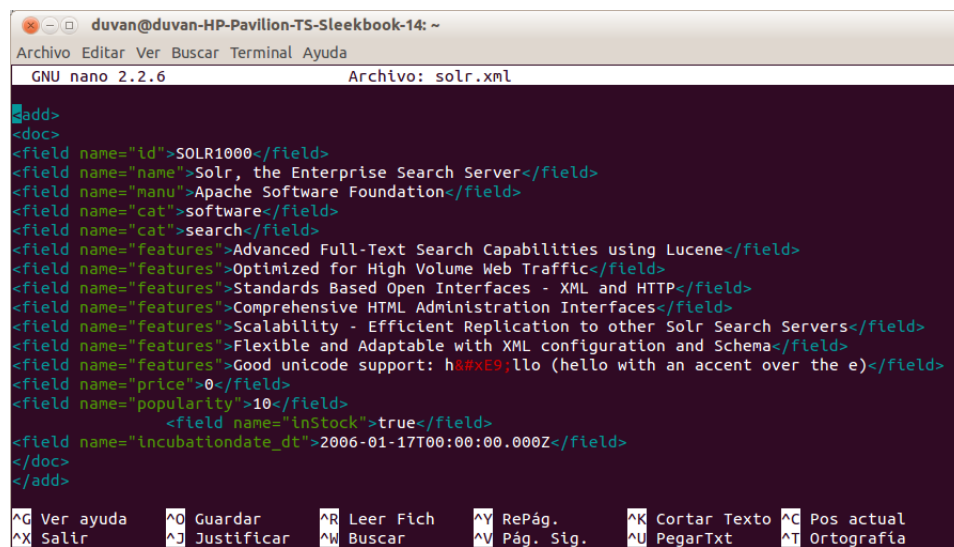 duvan@duvan-HP-Pavilion-TS-Sleekbook-14: ~
Archivo Editar Ver Buscar Terminal Ayuda
GNU nano 2.2.6 Archivo: solr.xml
<add>
<doc>
<field name="id">SOLR1000</field>
<field name="name">Solr, the Enterprise Search Server</field>
<field name="manu">Apache Software Foundation</field>
<field name="cat">software</field>
<field name="cat">search</field>
<field name="features">Advanced Full-Text Search Capabilities using Lucene</field>
<field name="features">Optimized for High Volume Web Traffic</field>
<field name="features">Standards Based Open Interfaces - XML and HTTP</field>
<field name="features">Comprehensive HTML Administration Interfaces</field>
<field name="features">Scalability - Efficient Replication to other Solr Search Servers</field>
<field name="features">Flexible and Adaptable with XML configuration and Schema</field>
<field name="features">Good unicode support: h&#xE9;llo (hello with an accent over the e)</field>
<field name="price">0</field>
<field name="popularity">10</field>
<field name="inStock">true</field>
<field name="incubationdate_dt">2006-01-17T00:00:00.000Z</field>
</doc>
</add>
^G Ver ayuda ^O Guardar ^R Leer Fich ^Y RePág. ^K Cortar Texto ^C Pos actual
^X Salir ^J Justificar ^W Buscar ^V Pág. Sig. ^U PegarTxt ^T Ortografía